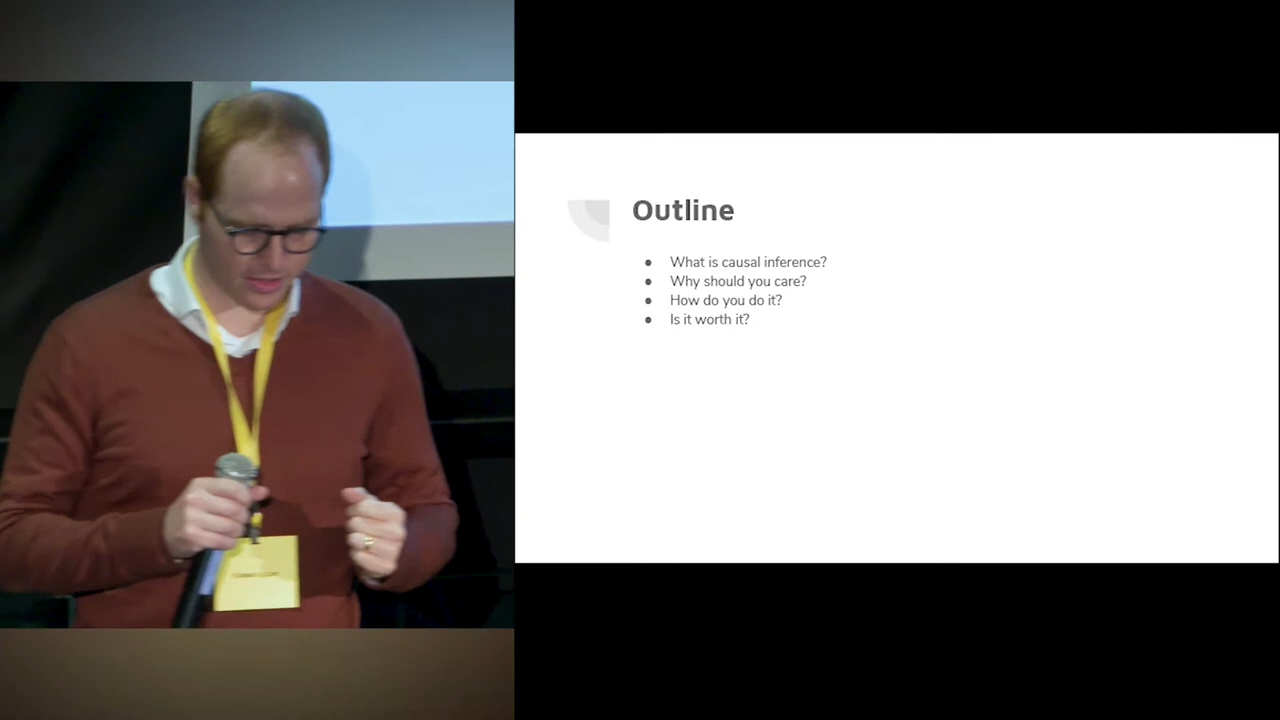 Outline
● What is causal inference?
● Why should you care?
● How do you do it?
● Is it worth it?